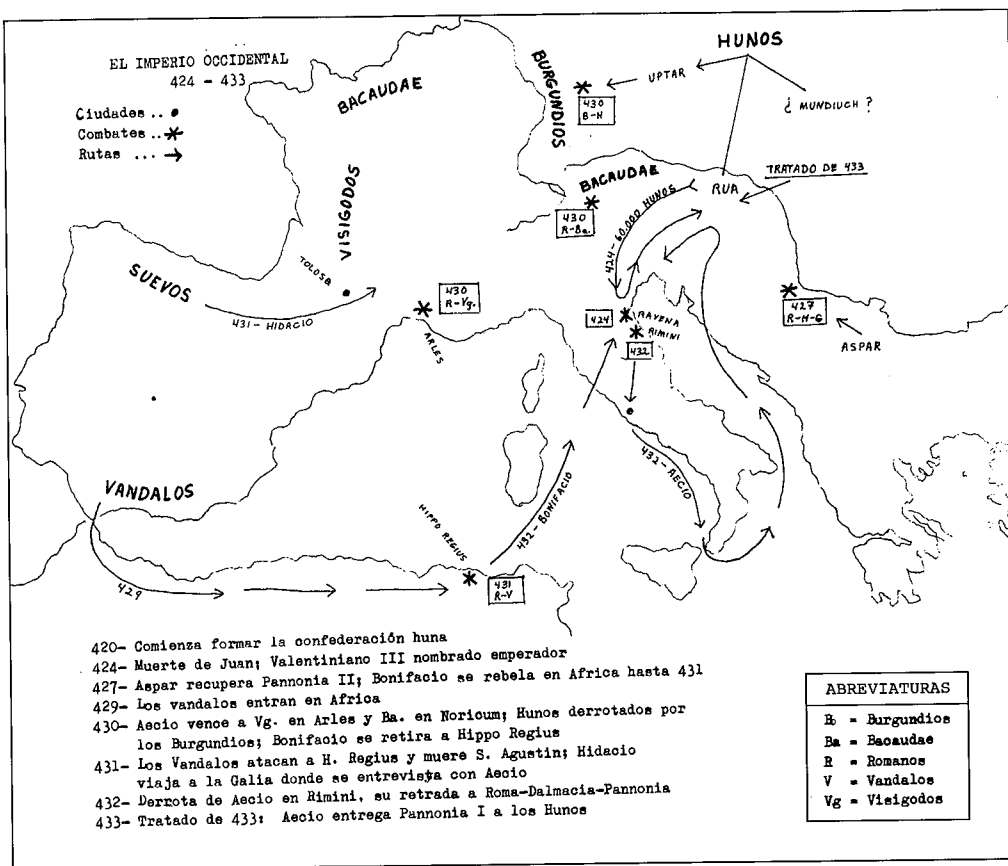 EL IMPERIO OCCIDENTAL
424 - 433
Ciudades ..
Combates ..
Rutas ...
BACAUDAE
BURGUNDIOS
HUNOS
UPTAR
¿ MUNDIUCH ?
430
B-H
BACAUDAE
430
R-Ba.
RUA
TRATADO DE 433
424-60.000 HUNOS
VISIGODOS
TOLOSA
SUEVOS
431-HIDACIO
430
R-Vg.
ARLES
424
RAVENA
RIMINI
432
427
R-H-G
ASPAR
432-AECIO
432-BONIFACIO
VANDALOS
HIPPO REGIUS
429
431
R-V
420- Comienza formar la confederación huna
424- Muerte de Juan; Valentiniano III nombrado emperador
427- Aspar recupera Pannonia II; Bonifacio se rebela en Africa hasta 431
429- Los vandalos entran en Africa
430- Aecio vence a Vg. en Arles y Ba. en Noricum; Hunos derrotados por
los Burgundios; Bonifacio se retira a Hippo Regius
431- Los Vandalos atacan a H. Regius y muere S. Agustin; Hidacio
viaja a la Galia donde se entrevista con Aecio
432- Derrota de Aecio en Rimini, su retrada a Roma-Dalmacia-Pannonia
433- Tratado de 433: Aecio entrega Pannonia I a los Hunos
ABREVIATURAS
B = Burgundios
Ba = Bacaudae
R = Romanos
V = Vandalos
Vg = Visigodos